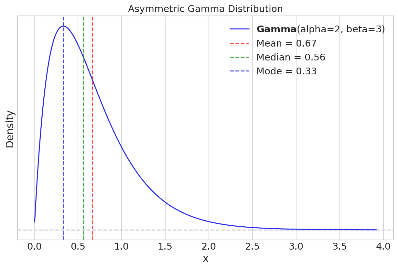 Asymmetric Gamma Distribution
Gamma(alpha=2, beta=3)
Mean = 0.67
Median = 0.56
Mode = 0.33
Density
0.0 0.5 1.0 1.5 2.0 2.5 3.0 3.5 4.0
x